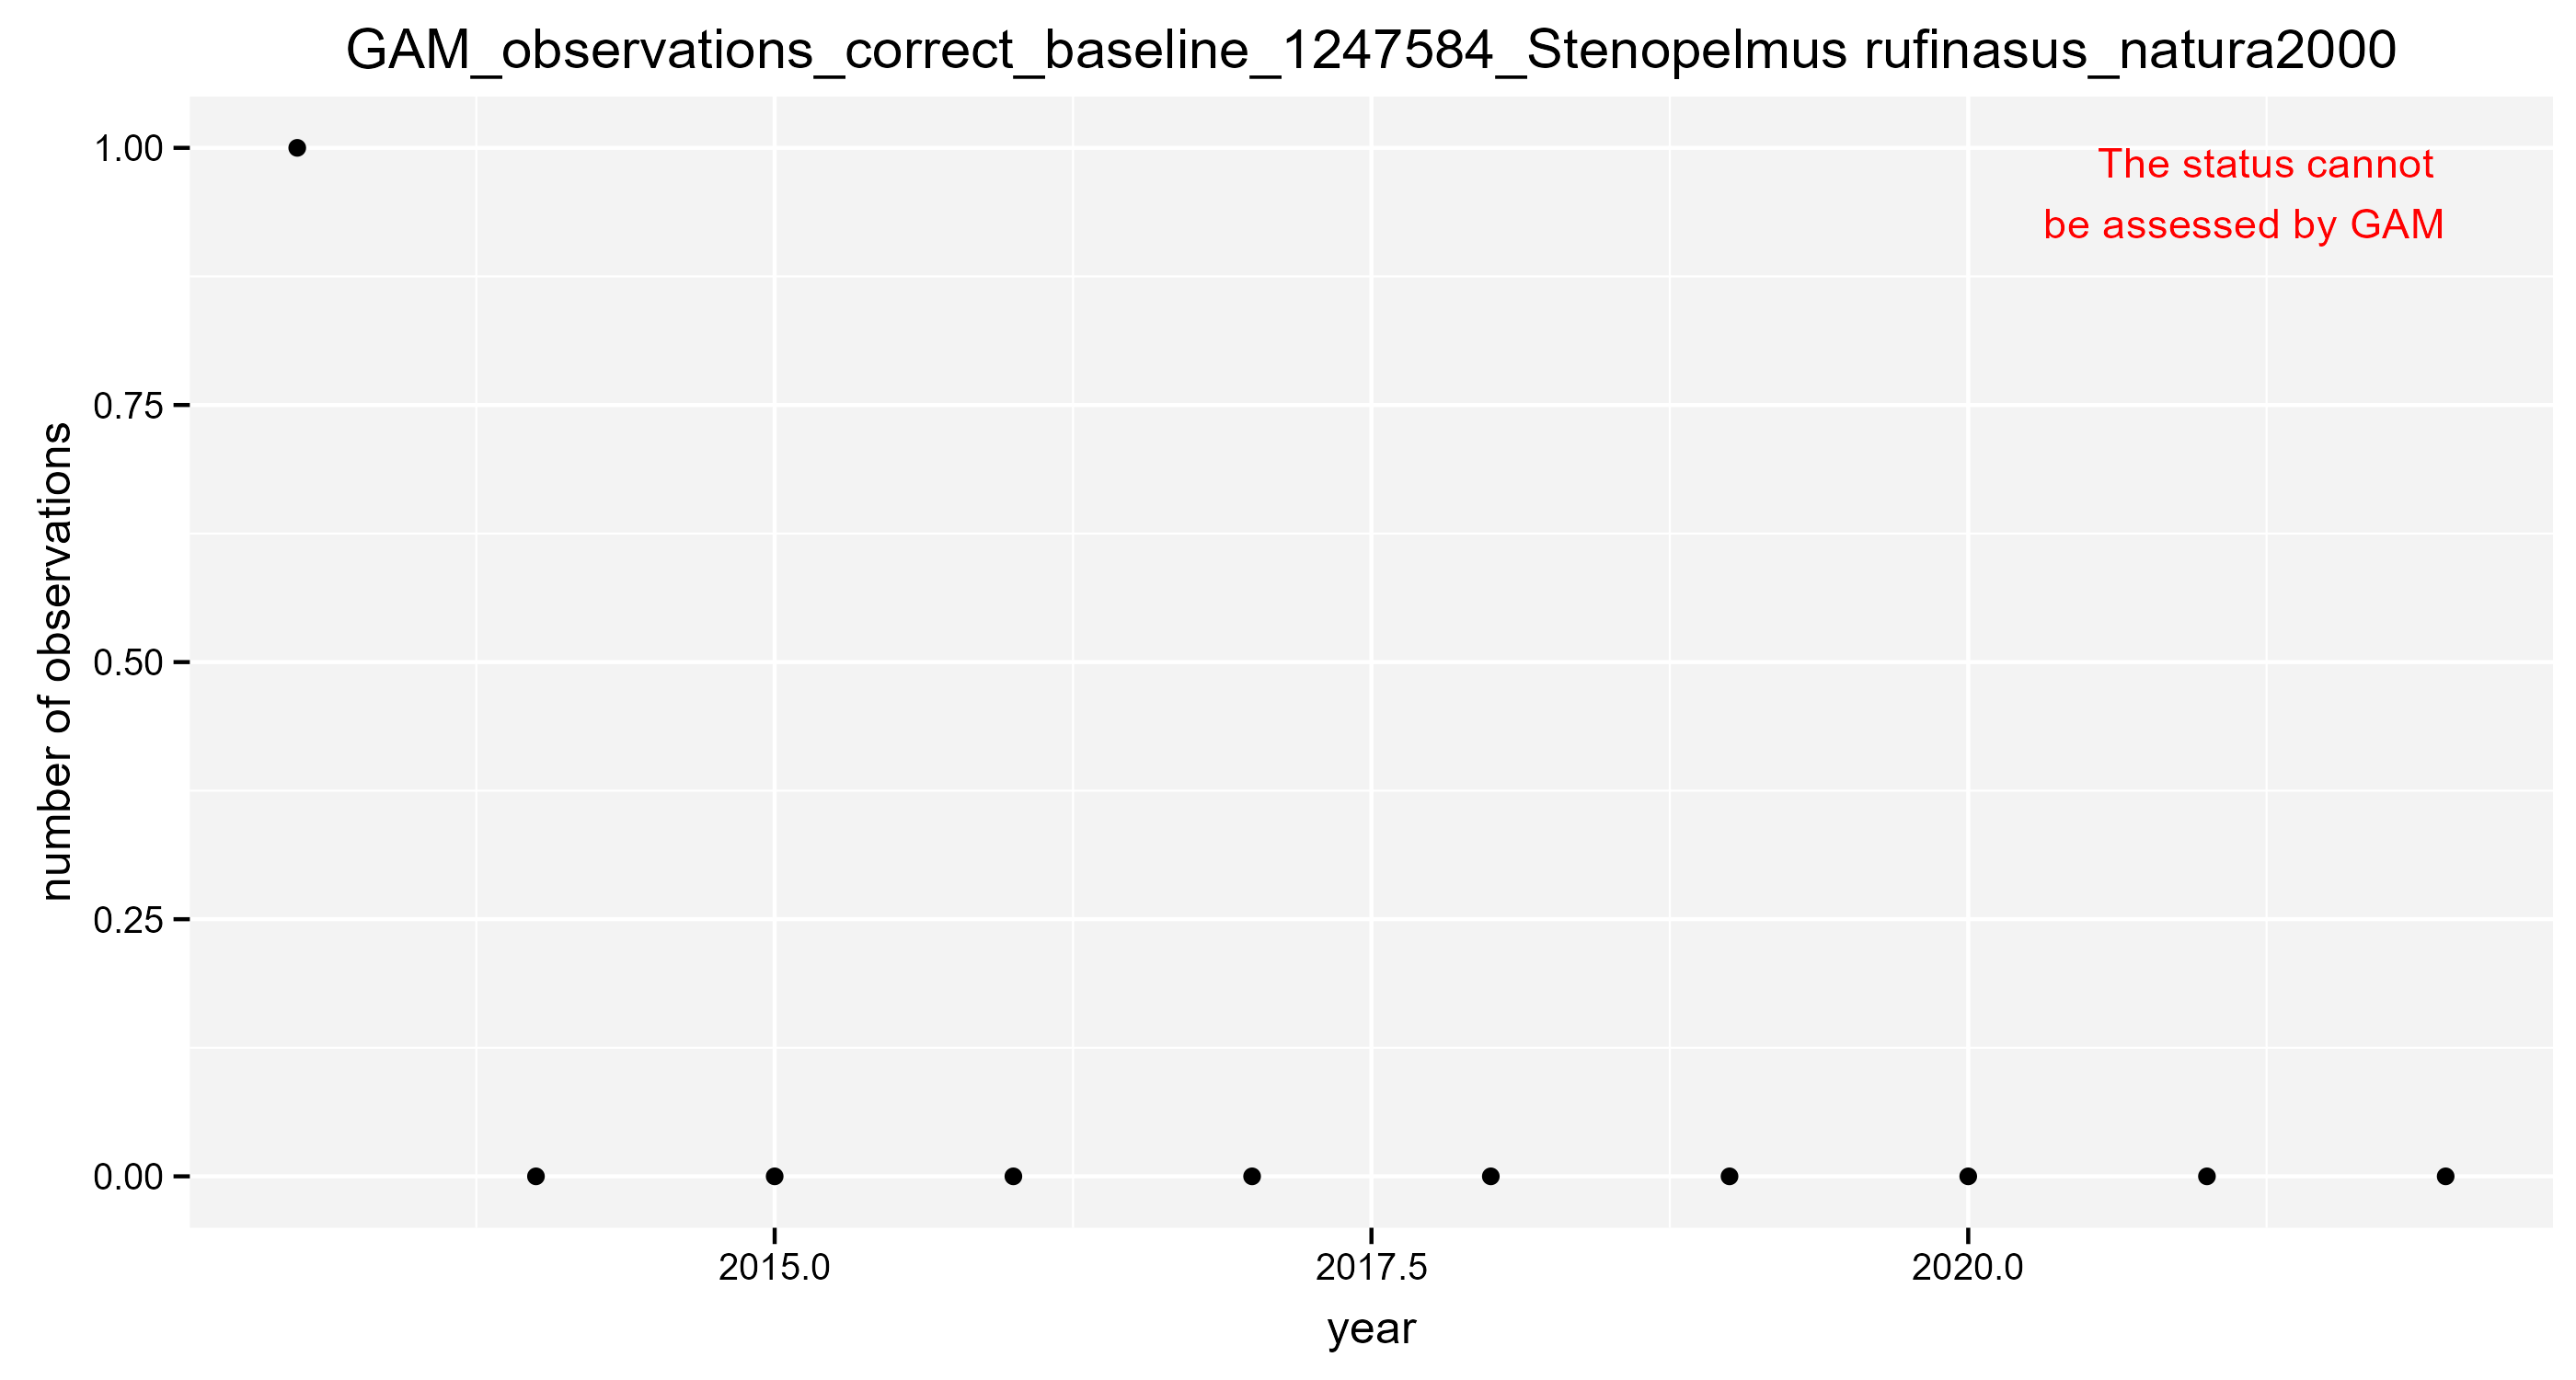 GAM_observations_correct_baseline_1247584_Stenopelmus rufinasus_natura2000
1.00
The status cannot
be assessed by GAM
0.75
number of observations
0.50
0.25
0.00
2015.0
2017.5
2020.0
year